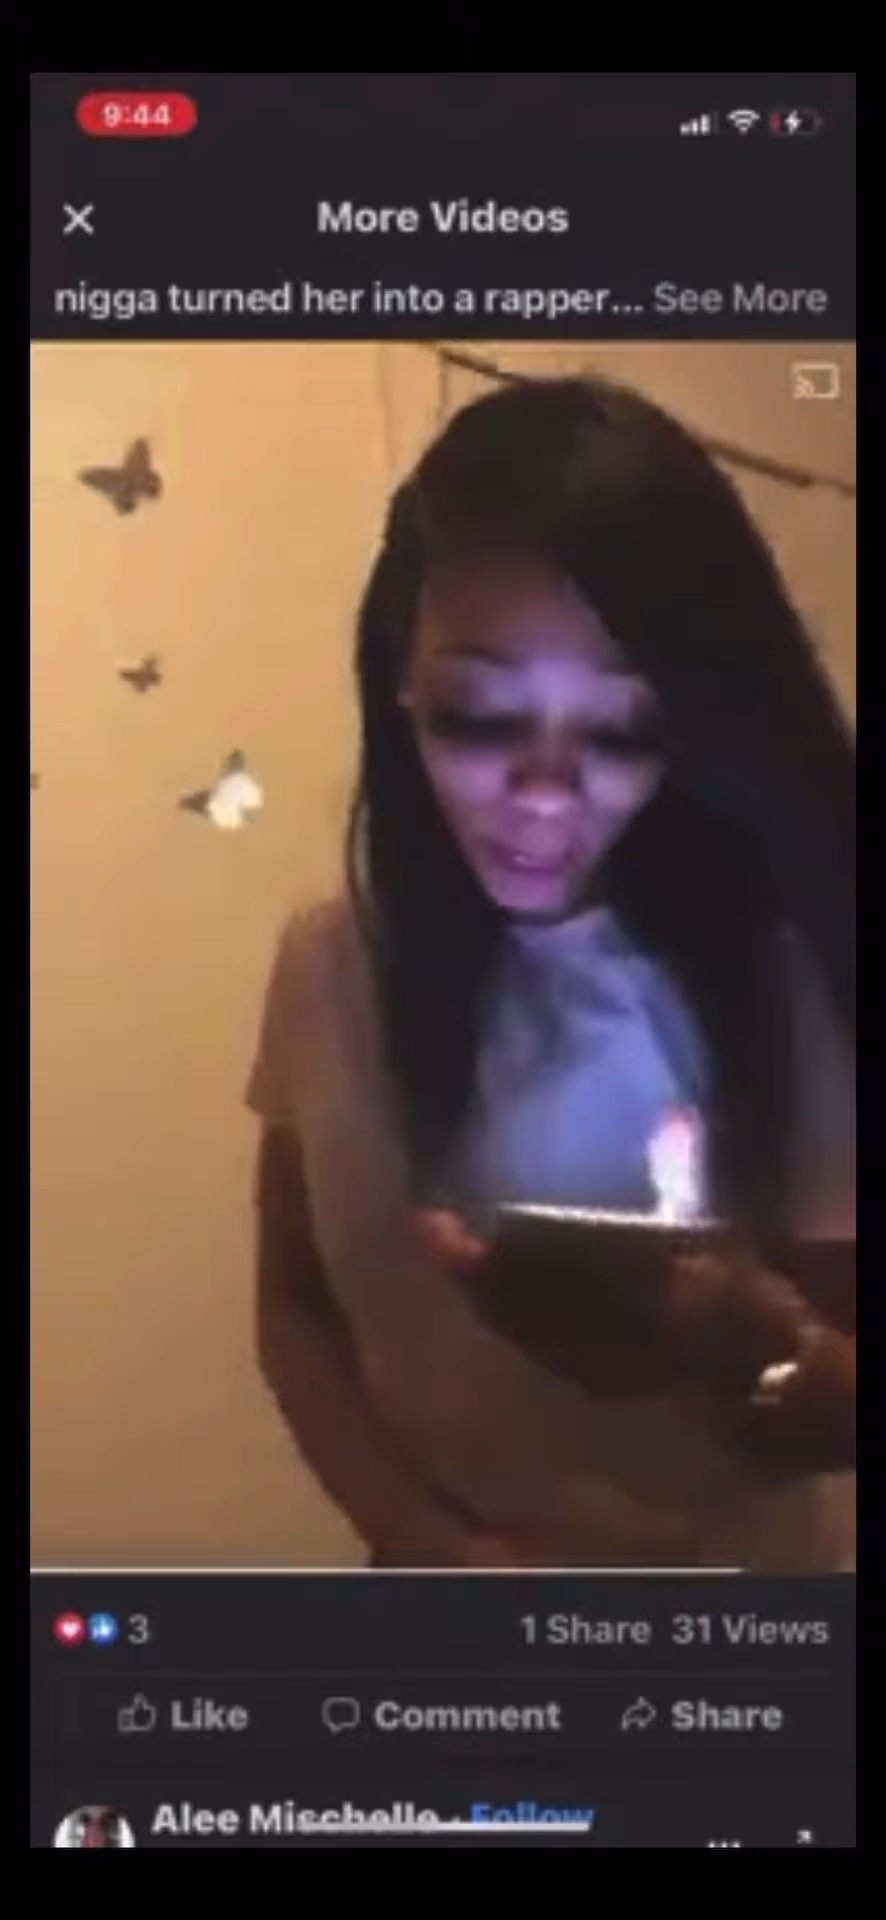 9:44
More Videos
nigga turned her into a rapper... See More
3
1 Share 31 Views
Like
Comment
Share
Alee Mischelle · Follow